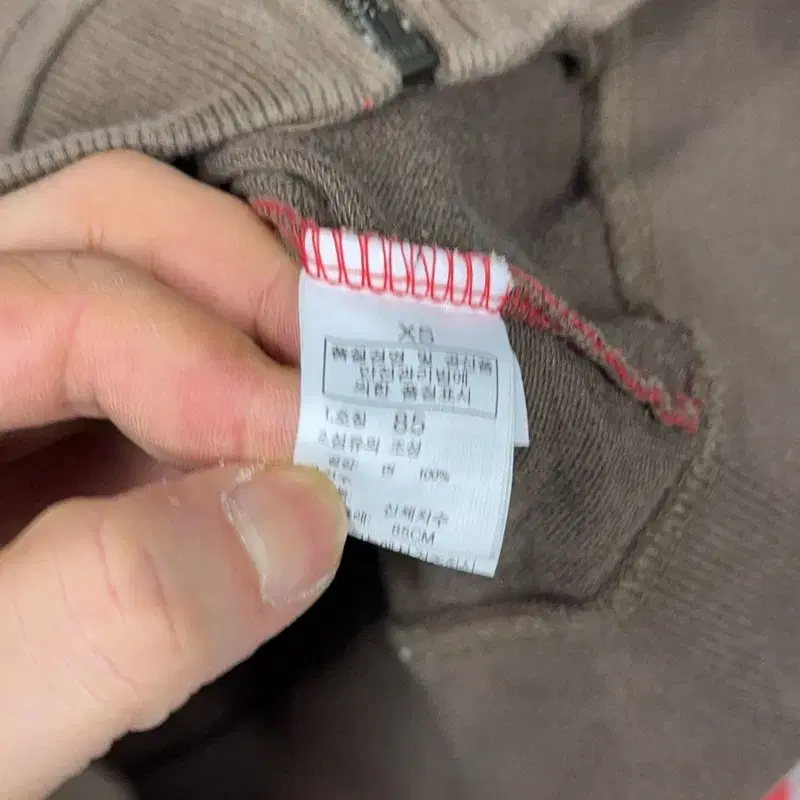 XS
품질경영 및 공산품
안전관리법에
의한 품질표시
1.호칭 85
2.섬유의 조성
겉감: 면 100%
신체치수
85CM